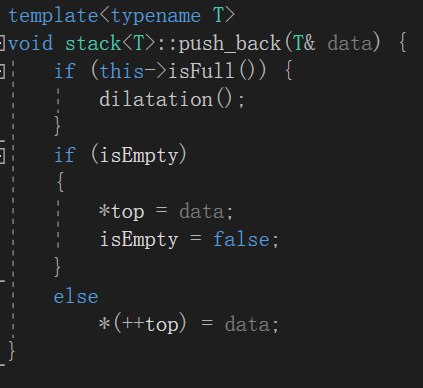 template<typename T>
void stack<T>::push_back(T& data) {
    if (this->isFull()) {
        dilatation();
    }
    if (isEmpty)
    {
        *top = data;
        isEmpty = false;
    }
    else
        *(++top) = data;
}